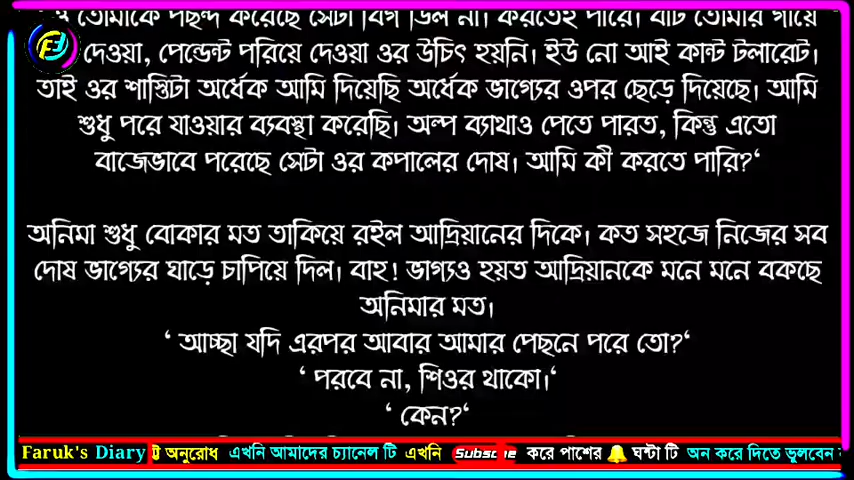 ও তোমাকে পছন্দ করেছে সেটা বিগ ডিল না। করতেই পারে। বাট তোমার গায়ে
দেওয়া, পেন্ডেন্ট পরিয়ে দেওয়া ওর উচিৎ হয়নি। ইউ নো আই কান্ট টলারেট।
তাই ওর শাস্তিটা অর্ধেক আমি দিয়েছি অর্ধেক ভাগ্যের ওপর ছেড়ে দিয়েছে। আমি
শুধু পরে যাওয়ার ব্যবস্থা করেছি। অল্প ব্যাথাও পেতে পারত, কিন্তু এতো
বাজেভাবে পরেছে সেটা ওর কপালের দোষ। আমি কী করতে পারি?‘
অনিমা শুধু বোকার মত তাকিয়ে রইল আদ্রিয়ানের দিকে। কত সহজে নিজের সব
দোষ ভাগ্যের ঘাড়ে চাপিয়ে দিল। বাহ! ভাগ্যও হয়ত আদ্রিয়ানকে মনে মনে বকছে
অনিমার মত।
‘ আচ্ছা যদি এরপর আবার আমার পেছনে পরে তো?‘
‘ পরবে না, শিওর থাকো।‘
‘ কেন?‘
Faruk's Diary অনুরোধ এখনি আমাদের চ্যানেল টি এখনি করে পাশের 🔔 ঘন্টা টি অন করে দিতে ভুলবেন